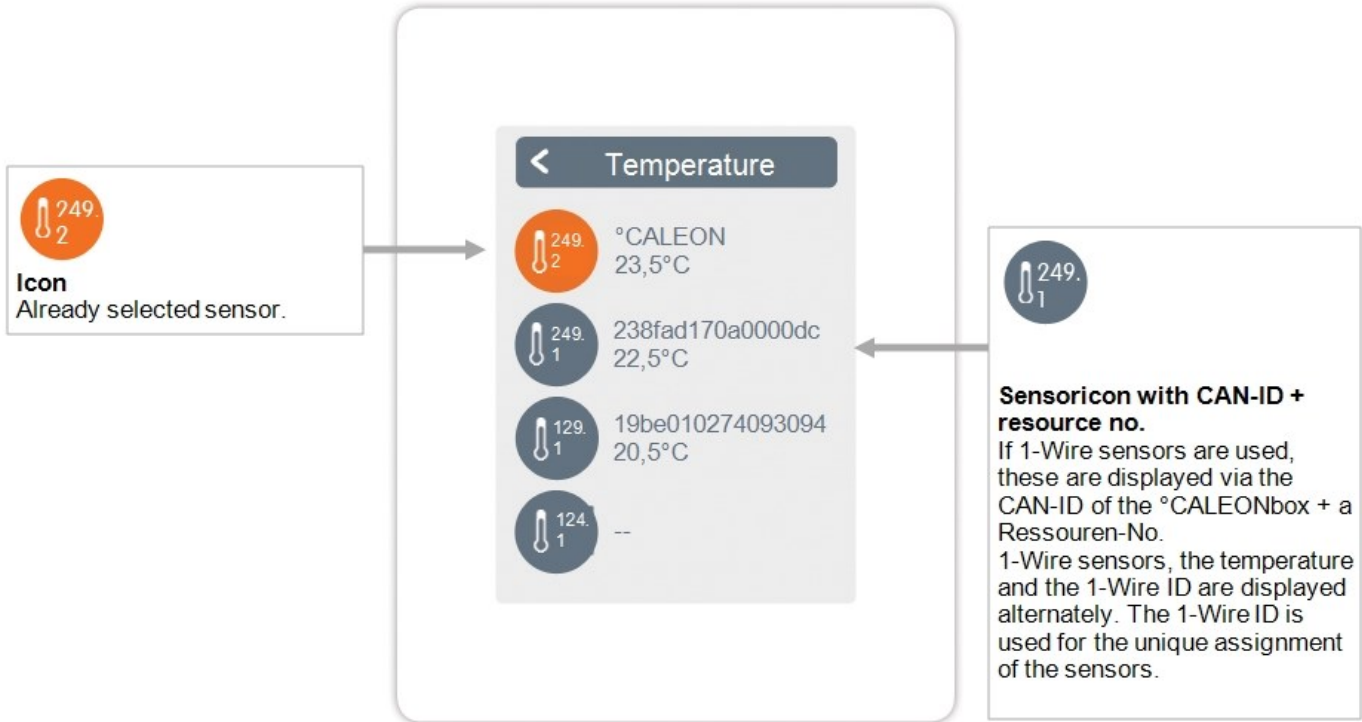 249.
2
Icon
Already selected sensor.
Temperature
249.
2
°CALEON
23,5°C
249.
1
238fad170a0000dc
22,5°C
129.
1
19be010274093094
20,5°C
124.
1
--
249.
1
Sensoricon with CAN-ID +
resource no.
If 1-Wire sensors are used,
these are displayed via the
CAN-ID of the °CALEONbox + a
Ressouren-No.
1-Wire sensors, the temperature
and the 1-Wire ID are displayed
alternately. The 1-Wire ID is
used for the unique assignment
of the sensors.